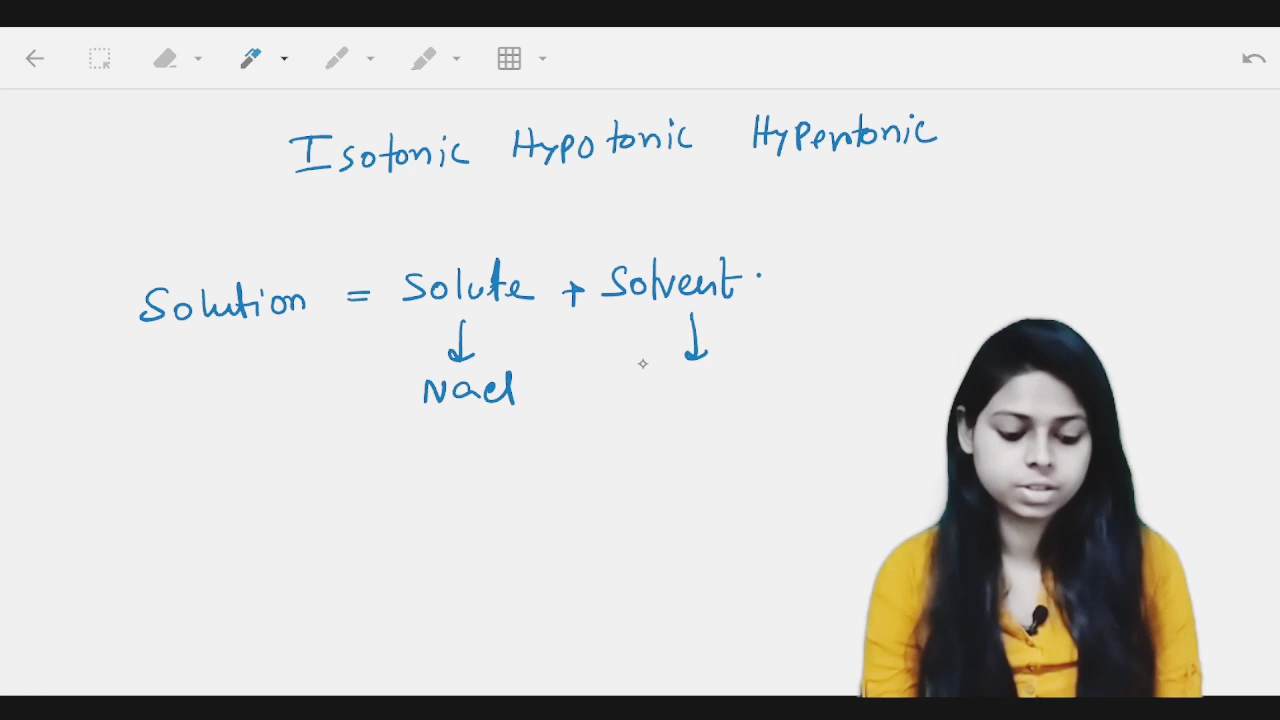 Isotonic Hypotonic Hypertonic
Solution = Solute + Solvent.
↓ ↓
Nacl